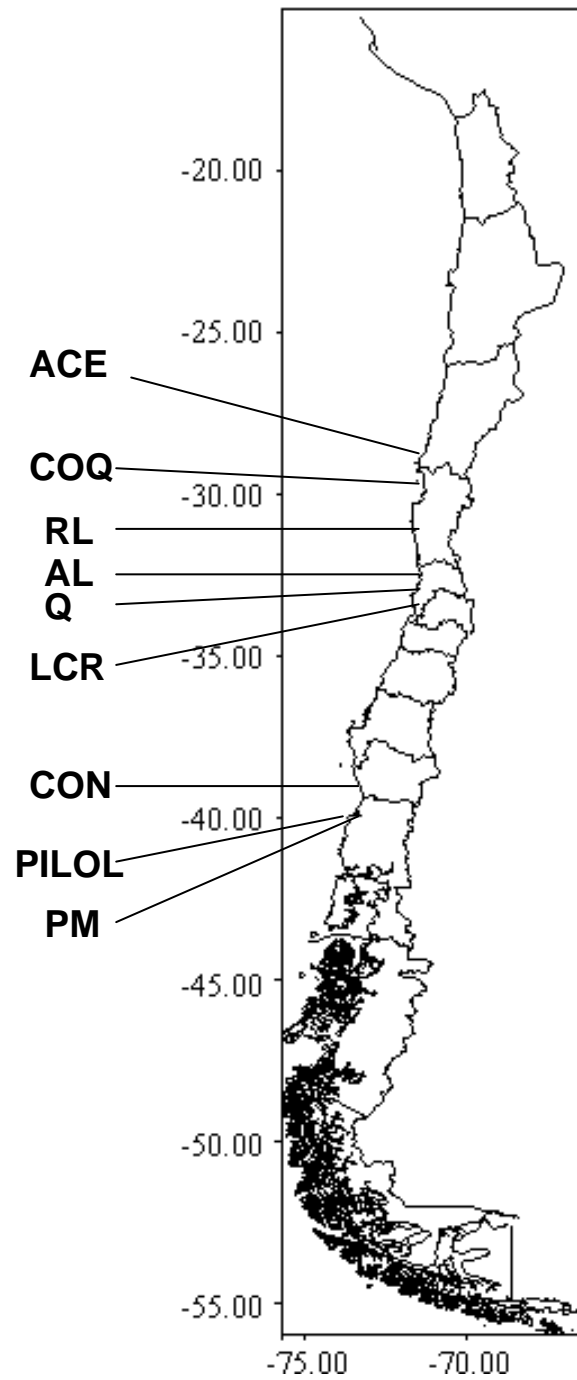 -20.00
-25.00
ACE
COQ
-30.00
RL
AL
Q
-35.00
LCR
CON
-40.00
PILOL
PM
-45.00
-50.00
-55.00
-75.00 -70.00